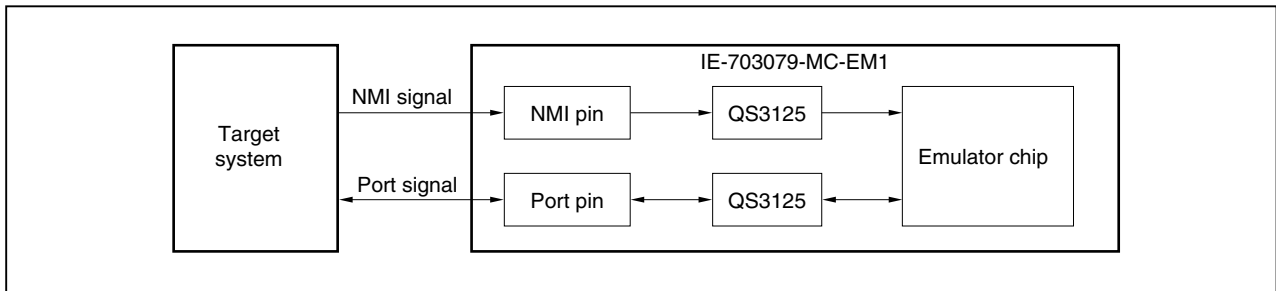 IE-703079-MC-EM1
NMI signal
NMI pin
QS3125
Target
system
Emulator chip
Port signal
Port pin
QS3125